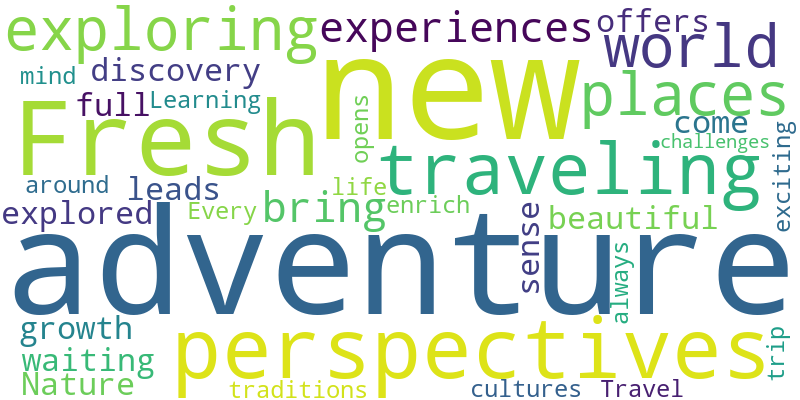 exploring
experiences
offers
world
mind
discovery
new
places
full
Learning
Fresh
opens
come
challenges
traveling
exciting
around
leads
life
explored
Every
bring
enrich
sense
beautiful
adventure
always
growth
perspectives
waiting
trip
Nature
traditions
cultures
Travel